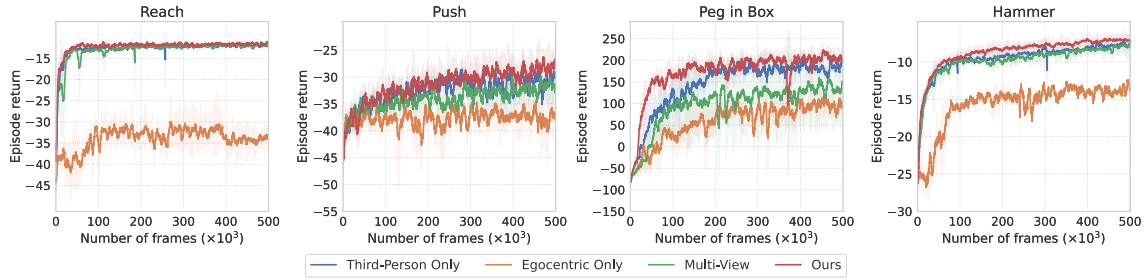 Reach
Episode return
−15
−20
−25
−30
−35
−40
−45
0 100 200 300 400 500
Number of frames (×10³)
Push
Episode return
−25
−30
−35
−40
−45
−50
−55
0 100 200 300 400 500
Number of frames (×10³)
Peg in Box
Episode return
250
200
150
100
50
0
−50
−100
−150
0 100 200 300 400 500
Number of frames (×10³)
Hammer
Episode return
−10
−15
−20
−25
−30
0 100 200 300 400 500
Number of frames (×10³)
Third-Person Only Egocentric Only Multi-View Ours